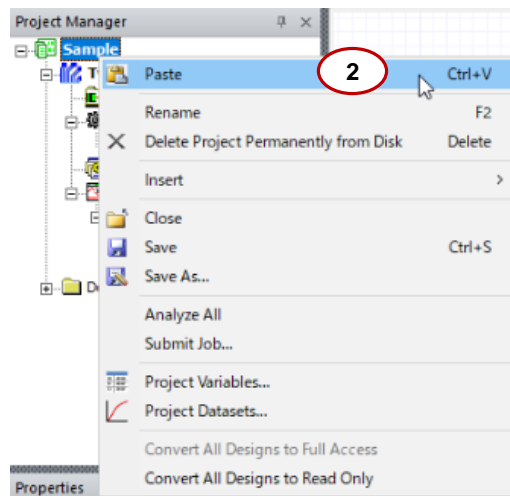 Project Manager
Sample
T
Paste 2 Ctrl+V
Rename F2
Delete Project Permanently from Disk Delete
Insert
Close
Save Ctrl+S
Save As...
D
Analyze All
Submit Job...
Project Variables...
Project Datasets...
Convert All Designs to Full Access
Convert All Designs to Read Only
Properties